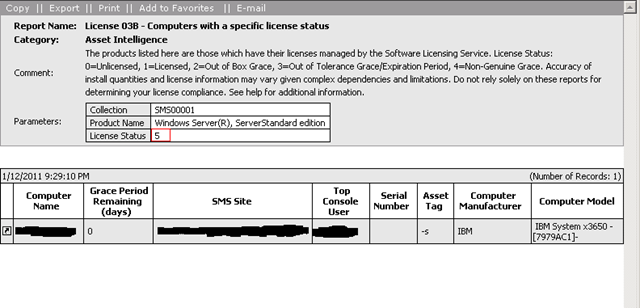 Copy || Export || Print || Add to Favorites || E-mail
Report Name: License 03B - Computers with a specific license status
Category: Asset Intelligence
Comment: The products listed here are those which have their licenses managed by the Software Licensing Service. License Status:
0=Unlicensed, 1=Licensed, 2=Out of Box Grace, 3=Out of Tolerance Grace/Expiration Period, 4=Non-Genuine Grace. Accuracy of
install quantities and license information may vary given complex dependencies and limitations. Do not rely solely on these reports for
determining your license compliance. See help for additional information.
Parameters:
Collection SMS00001
Product Name Windows Server(R), ServerStandard edition
License Status 5
1/12/2011 9:29:10 PM (Number of Records: 1)
Computer Name Grace Period Remaining (days) SMS Site Top Console User Serial Number Asset Tag Computer Manufacturer Computer Model
0 -s IBM IBM System x3650 -[7979AC1]-